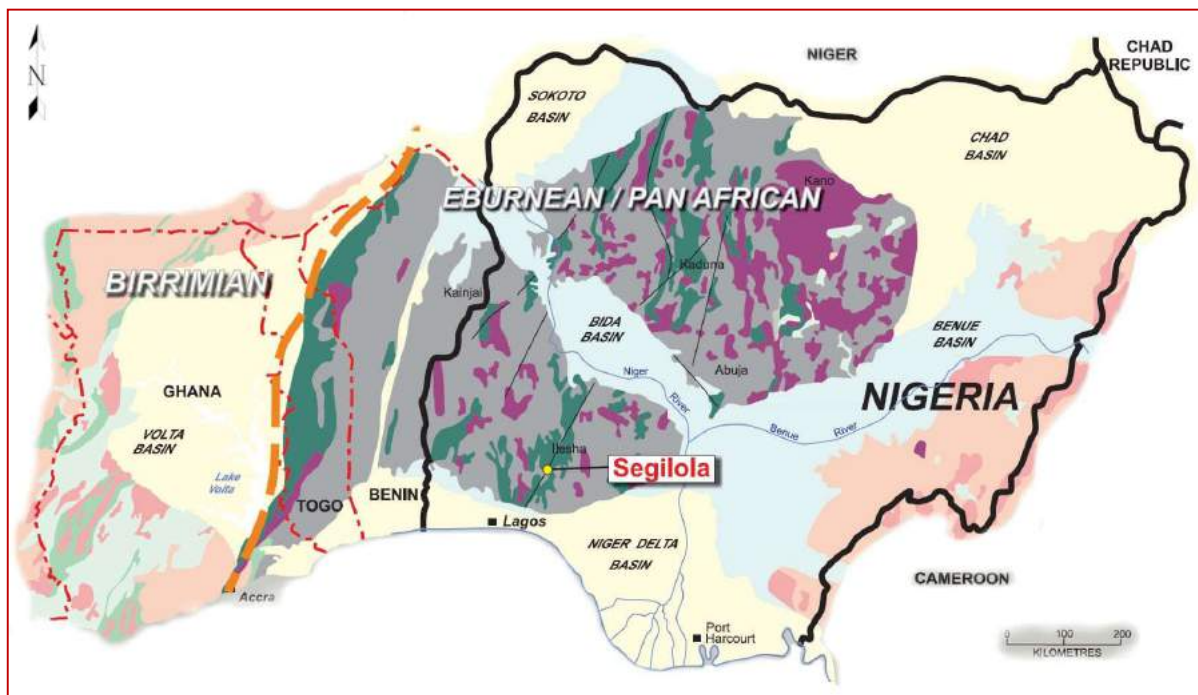 N
NIGER
CHAD
REPUBLIC
SOKOTO
BASIN
CHAD
BASIN
EBURNEAN / PAN AFRICAN
Kano
BIRRIMIAN
Kaduna
Kainjai
BIDA
BASIN
BENUE
BASIN
Abuja
GHANA
Niger
River
NIGERIA
VOLTA
BASIN
Benue
River
Ilesha
Segilola
Lake
Volta
TOGO
BENIN
Lagos
NIGER DELTA
BASIN
CAMEROON
Accra
Port
Harcourt
0 100 200
KILOMETRES